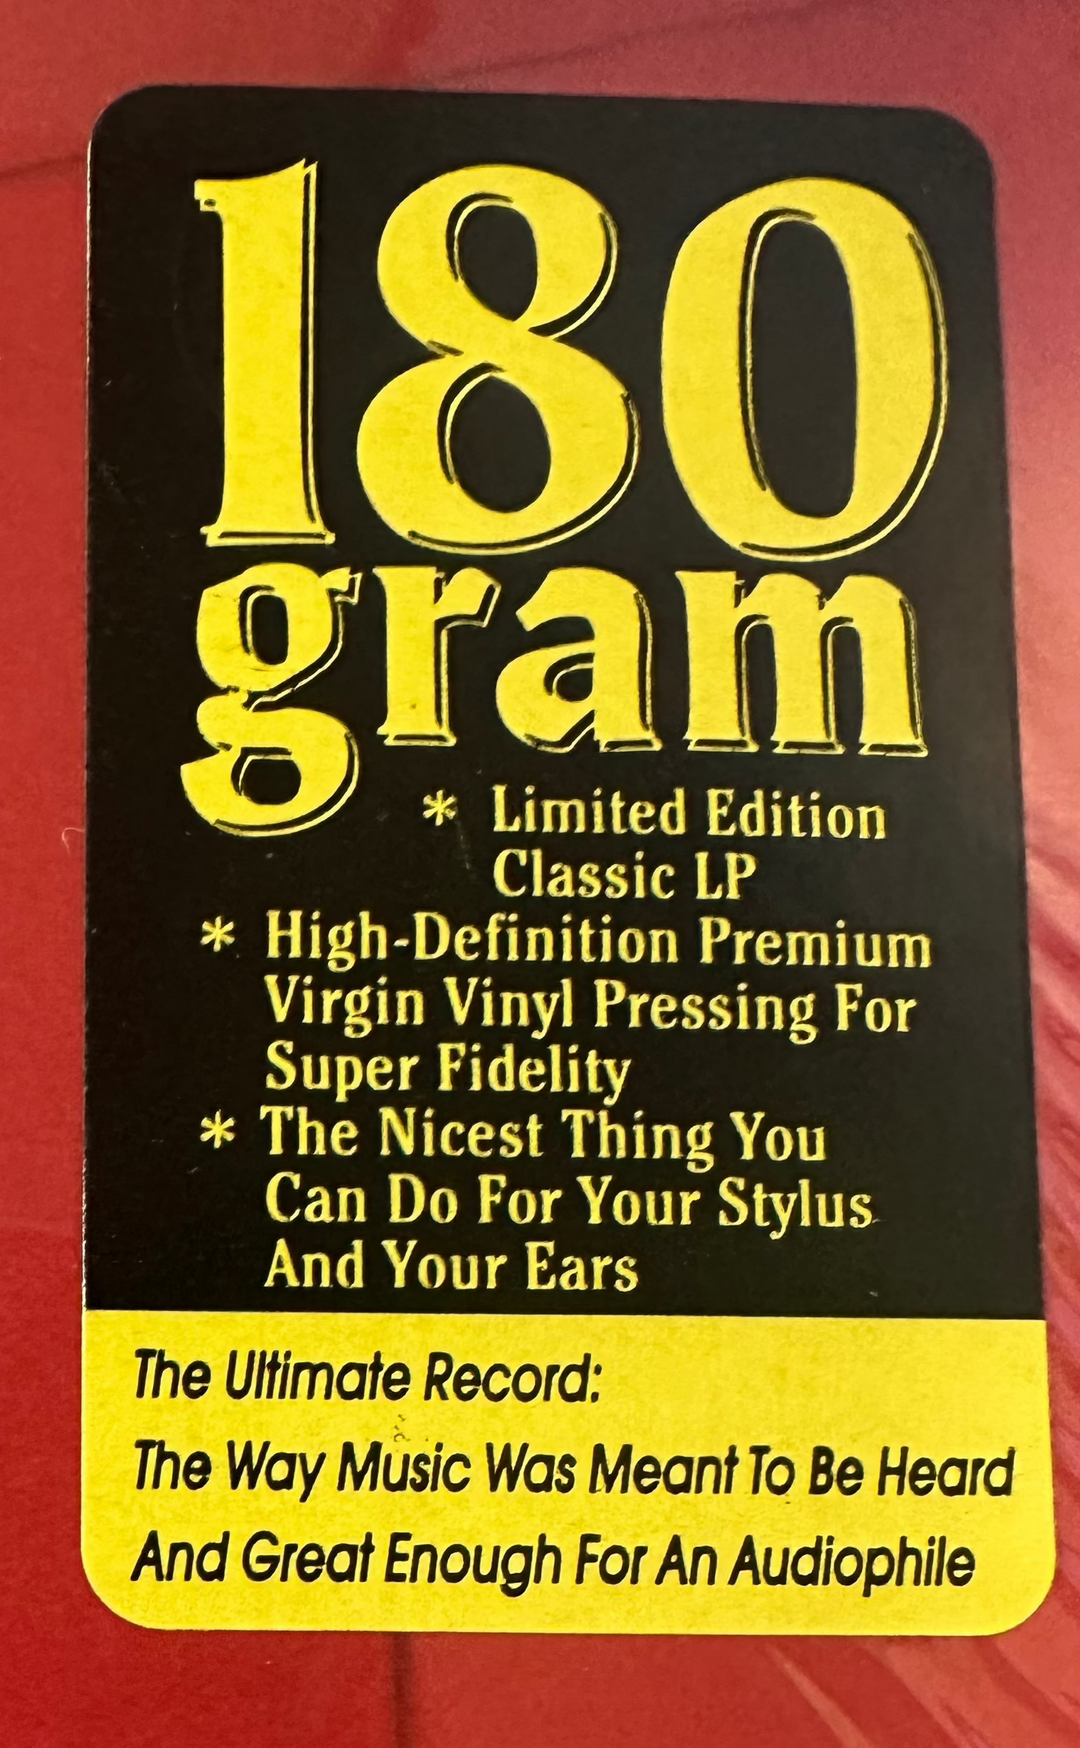 180
gram
* Limited Edition
Classic LP
* High-Definition Premium
Virgin Vinyl Pressing For
Super Fidelity
* The Nicest Thing You
Can Do For Your Stylus
And Your Ears
The Ultimate Record:
The Way Music Was Meant To Be Heard
And Great Enough For An Audiophile